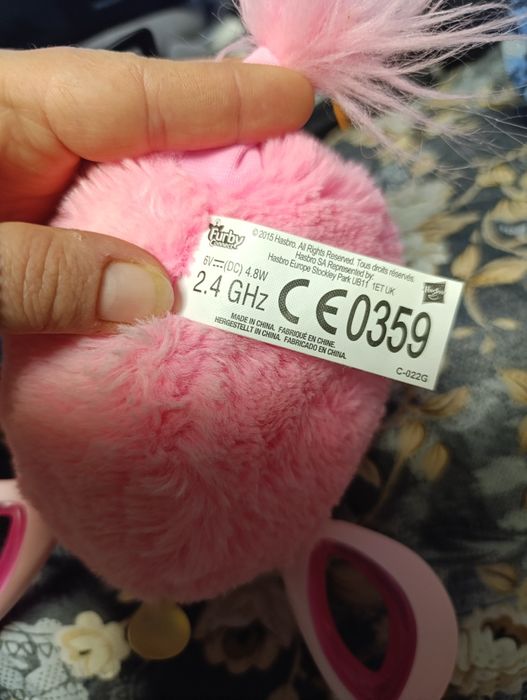 Furby
Connect
© 2015 Hasbro. All Rights Reserved. Tous droits réservés.
Hasbro SA Represented by:
Hasbro Europe Stockley Park UB11 1ET UK
6V (DC) 4.8W
2.4 GHz CE0359
Hasbro
MADE IN CHINA. FABRIQUÉ EN CHINE.
HERGESTELLT IN CHINA. FABRICADO EN CHINA.
C-022G